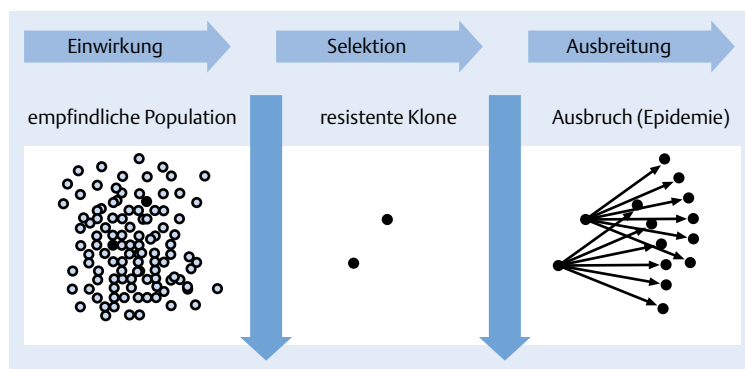 Einwirkung
Selektion
Ausbreitung
empfindliche Population
resistente Klone
Ausbruch (Epidemie)